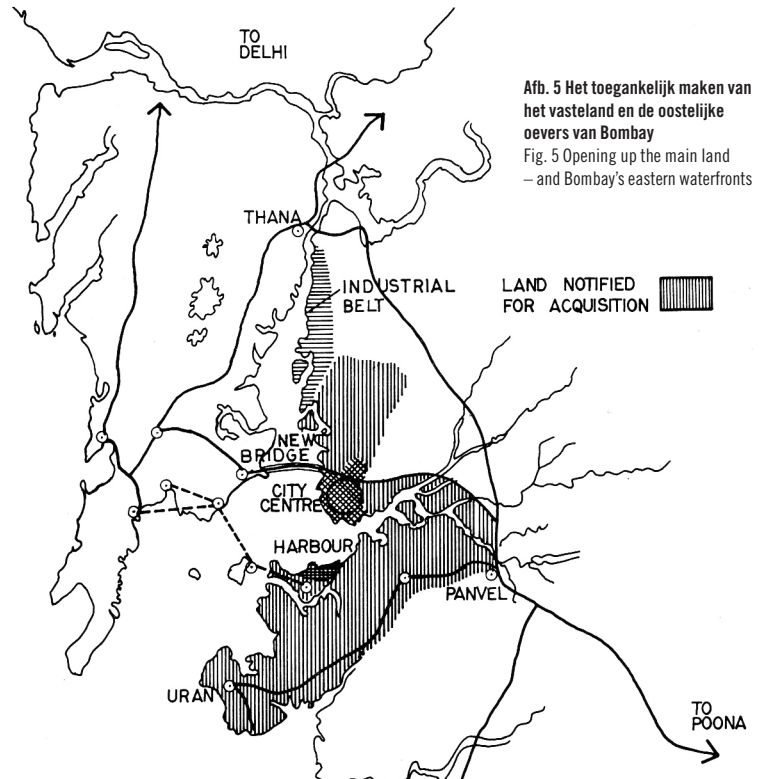 TO
DELHI
Afb. 5 Het toegankelijk maken van
het vasteland en de oostelijke
oevers van Bombay
Fig. 5 Opening up the main land
– and Bombay's eastern waterfronts
THANA
INDUSTRIAL
BELT
LAND NOTIFIED
FOR ACQUISITION
NEW
BRIDGE
CITY
CENTRE
HARBOUR
PANVEL
URAN
TO
POONA